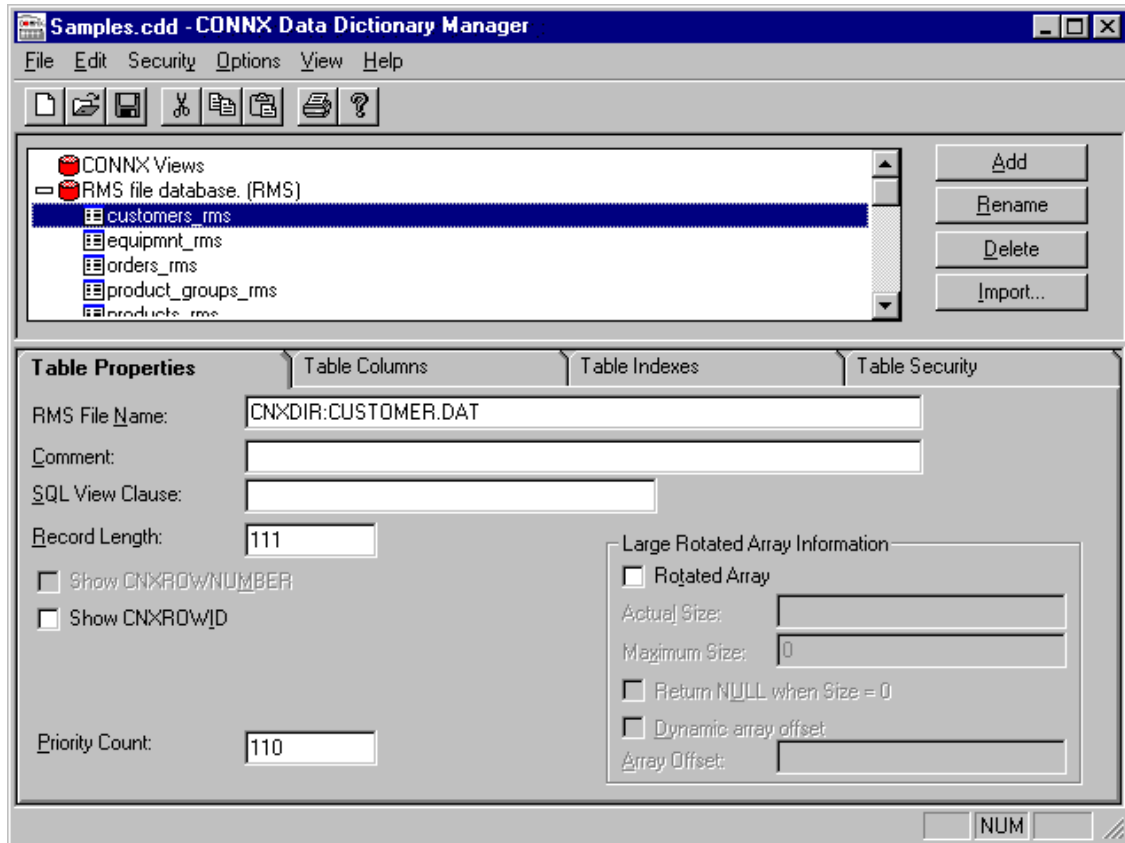 Samples.cdd - CONNX Data Dictionary Manager
File Edit Security Options View Help
CONNX Views
RMS file database. (RMS)
customers_rms
equipmnt_rms
orders_rms
product_groups_rms
products_rms
Add
Rename
Delete
Import...
Table Properties Table Columns Table Indexes Table Security
RMS File Name: CNXDIR:CUSTOMER.DAT
Comment:
SQL View Clause:
Record Length: 111
Show CNXROWNUMBER
Show CNXROWID
Priority Count: 110
Large Rotated Array Information
Rotated Array
Actual Size:
Maximum Size: 0
Return NULL when Size = 0
Dynamic array offset
Array Offset:
NUM